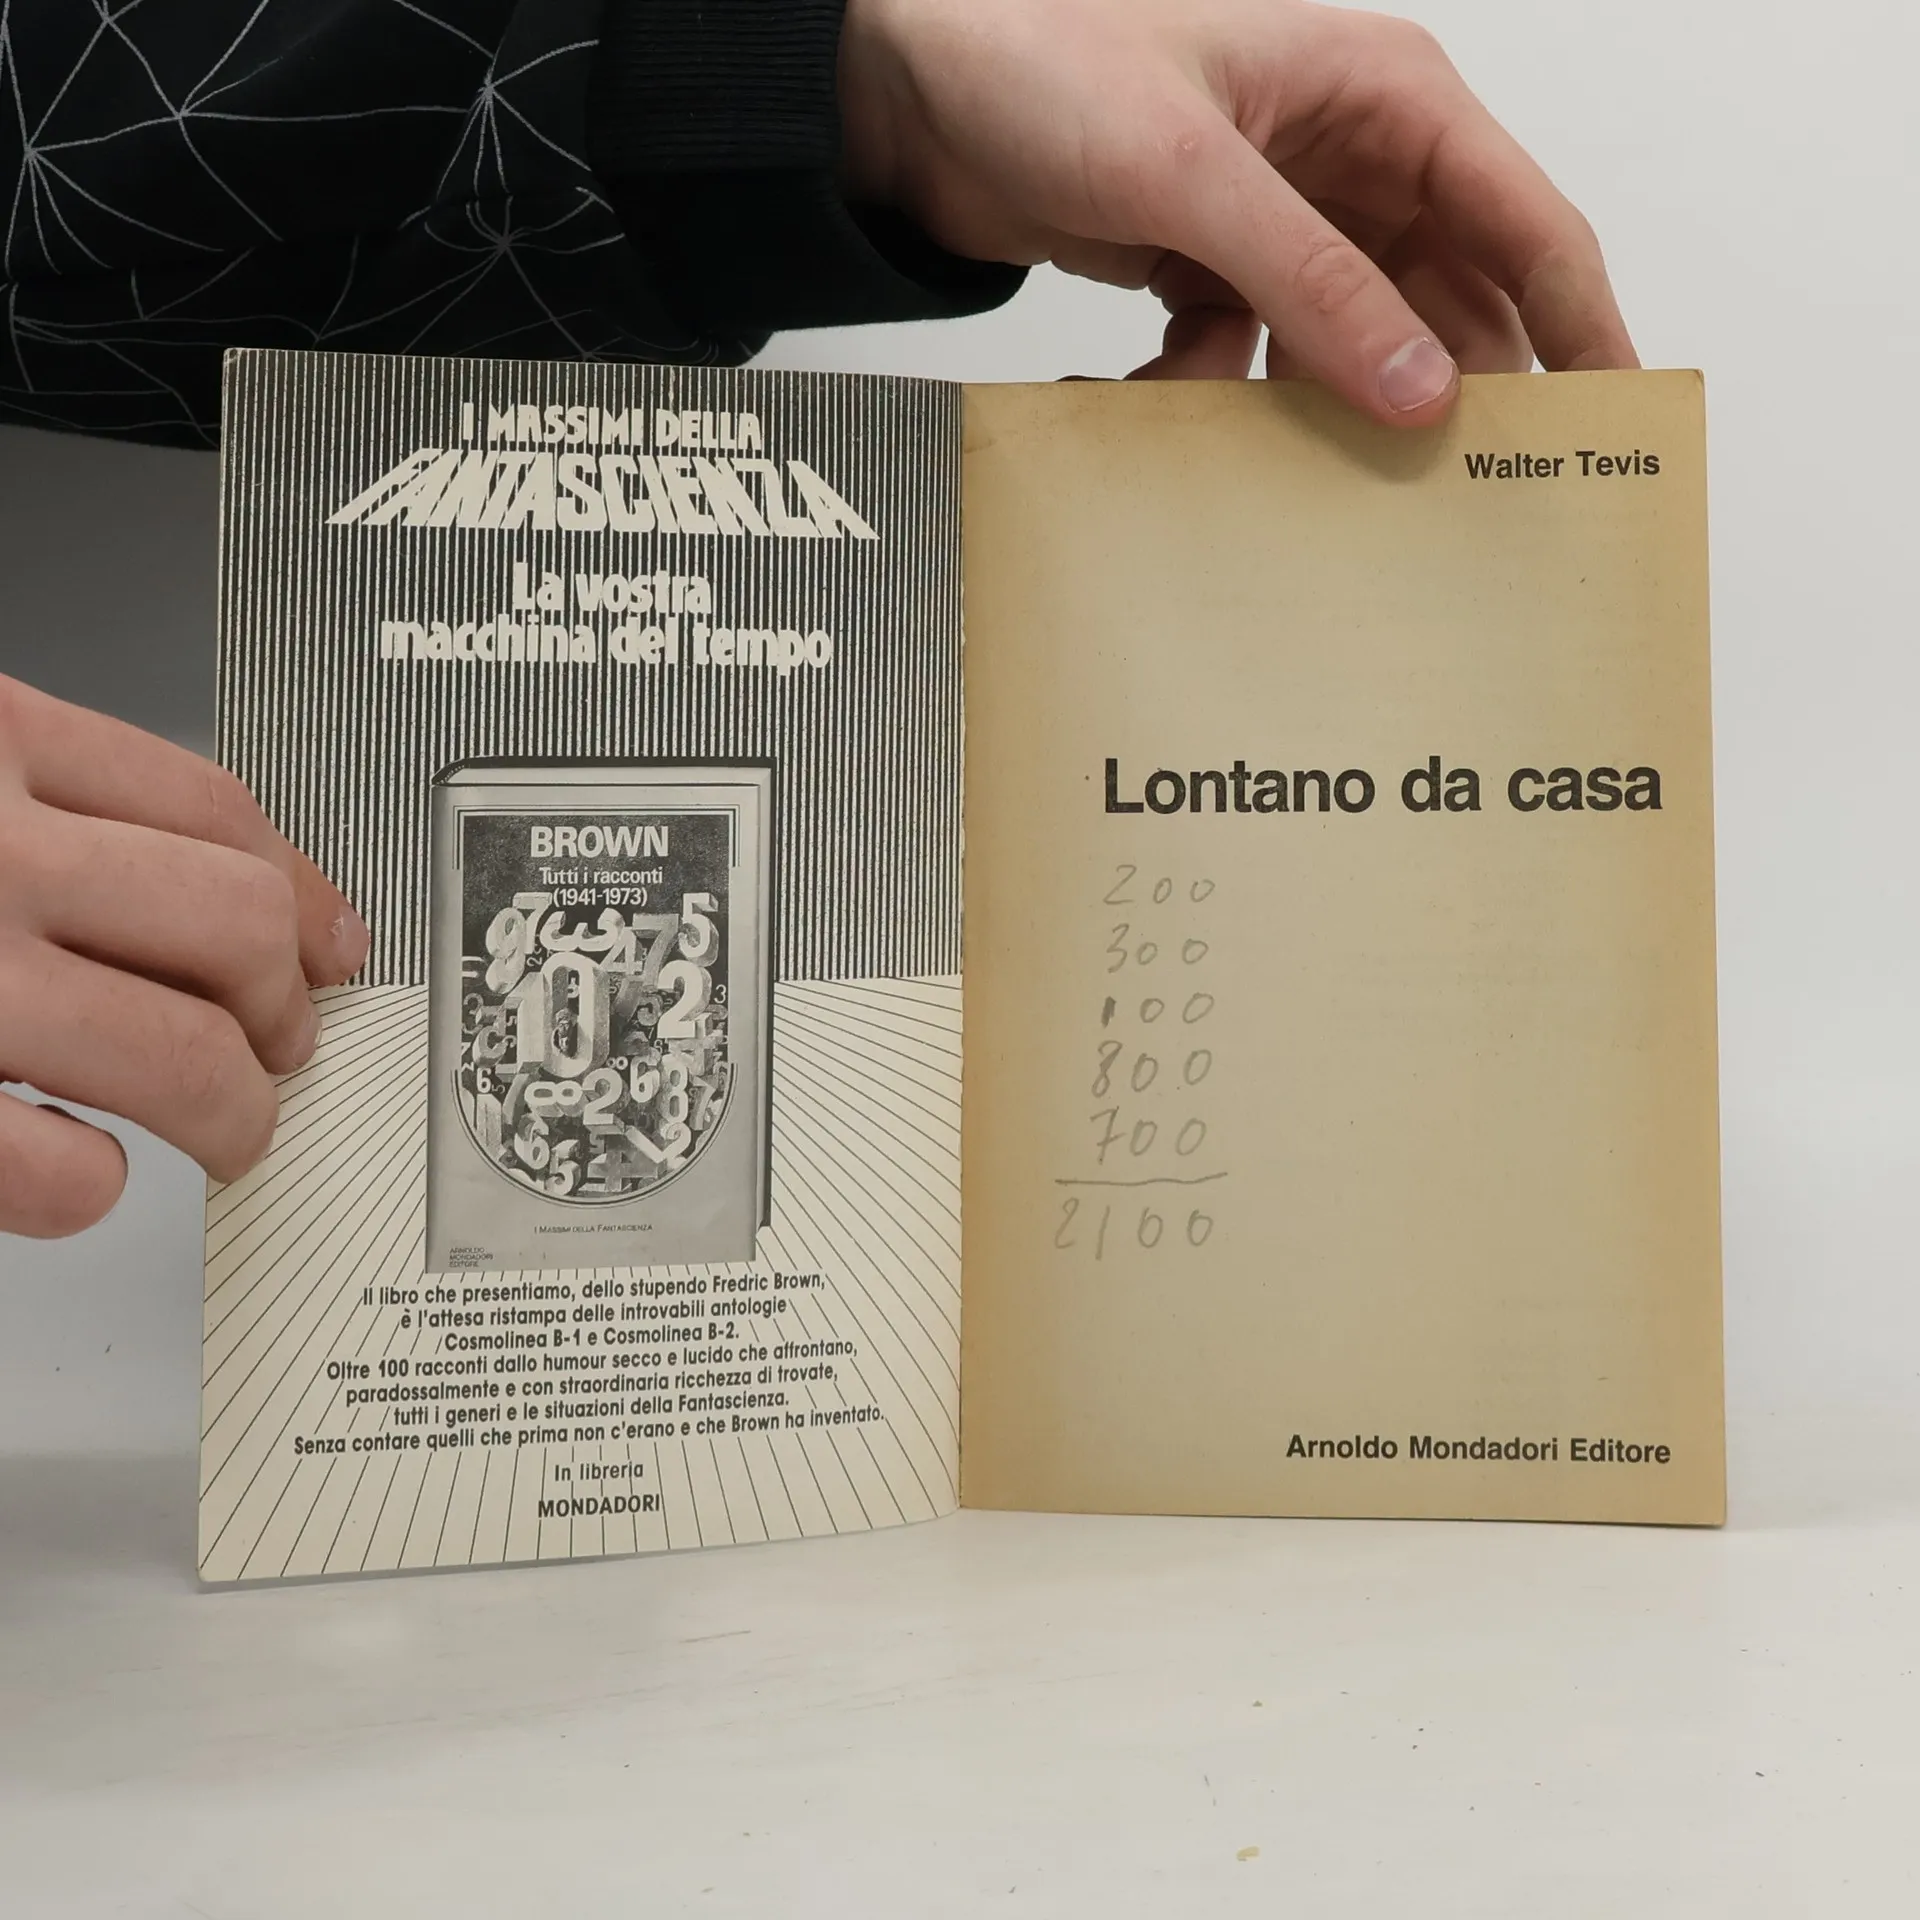 I MASSIMI DELLA
FANTASCIENZA
La vostra
macchina del tempo
BROWN
Tutti i racconti
(1941-1973)
I MASSIMI DELLA FANTASCIENZA
ARNOLDO
MONDADORI
EDITORE
Il libro che presentiamo, dello stupendo Fredric Brown,
è l'attesa ristampa delle introvabili antologie
Cosmolinea B-1 e Cosmolinea B-2.
Oltre 100 racconti dallo humour secco e lucido che affrontano,
paradossalmente e con straordinaria ricchezza di trovate,
tutti i generi e le situazioni della Fantascienza.
Senza contare quelli che prima non c'erano e che Brown ha inventato.
In libreria
MONDADORI
Walter Tevis
Lontano da casa
200
300
100
800
700
2100
Arnoldo Mondadori Editore